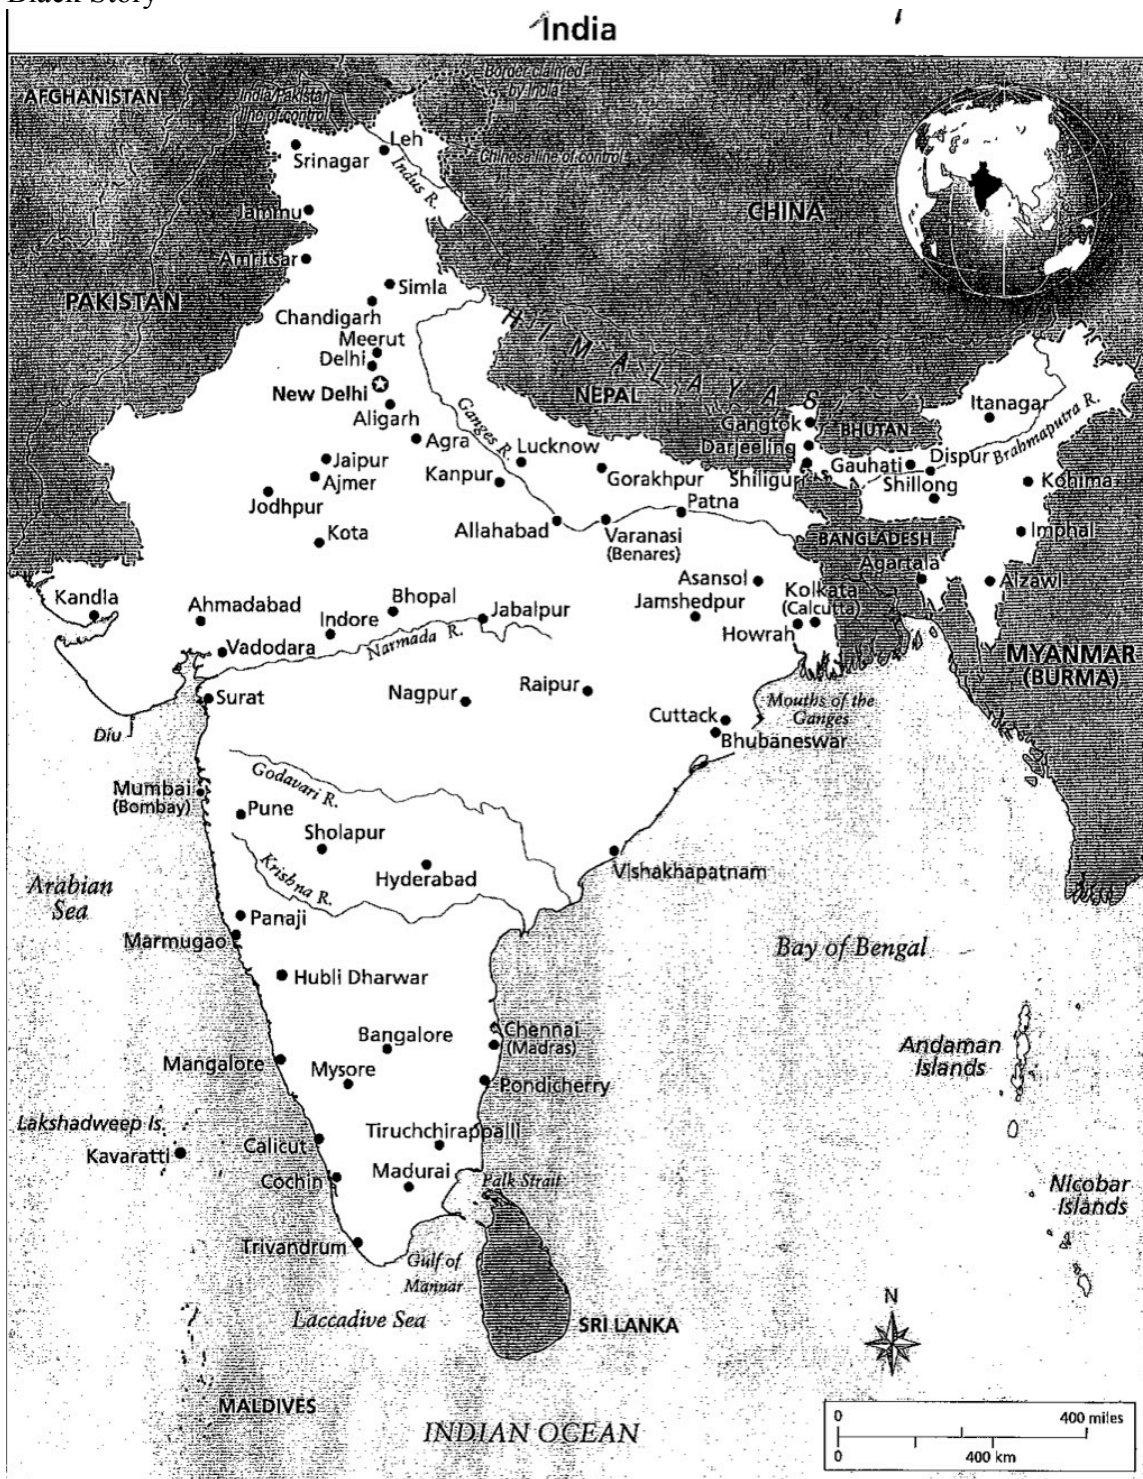 Black Story
India
AFGHANISTAN
India/Pakistan
line of control
Border claimed
by India
Chinese line of control
Leh
Srinagar
Indus R.
Jammu
Amritsar
CHINA
PAKISTAN
Simla
Chandigarh
Meerut
Delhi
New Delhi
Aligarh
HIMALAYAS
NEPAL
Agra
Ganges R.
Lucknow
Kanpur
Gorakhpur
Gangtok
Darjeeling
Shiliguri
BHUTAN
Itanagar
Brahmaputra R.
Dispur
Gauhati
Shillong
Kohima
Imphal
Jaipur
Ajmer
Jodhpur
Kota
Patna
Allahabad
Varanasi
(Benares)
BANGLADESH
Agartala
Aizawl
Asansol
Jamshedpur
Kolkata
(Calcutta)
Howrah
Kandla
Ahmadabad
Bhopal
Indore
Jabalpur
Narmada R.
Vadodara
MYANMAR
(BURMA)
Surat
Nagpur
Raipur
Mouths of the
Ganges
Cuttack
Bhubaneswar
Diu
Mumbai
(Bombay)
Godavari R.
Pune
Sholapur
Hyderabad
Krishna R.
Vishakhapatnam
Arabian
Sea
Panaji
Marmugao
Bay of Bengal
Hubli Dharwar
Bangalore
Chennai
(Madras)
Andaman
Islands
Mangalore
Mysore
Pondicherry
Lakshadweep Is.
Kavaratti
Calicut
Tiruchchirappalli
Cochin
Madurai
Palk Strait
Nicobar
Islands
Trivandrum
Gulf of
Mannar
Laccadive Sea
SRI LANKA
N
MALDIVES
INDIAN OCEAN
0 400 miles
0 400 km